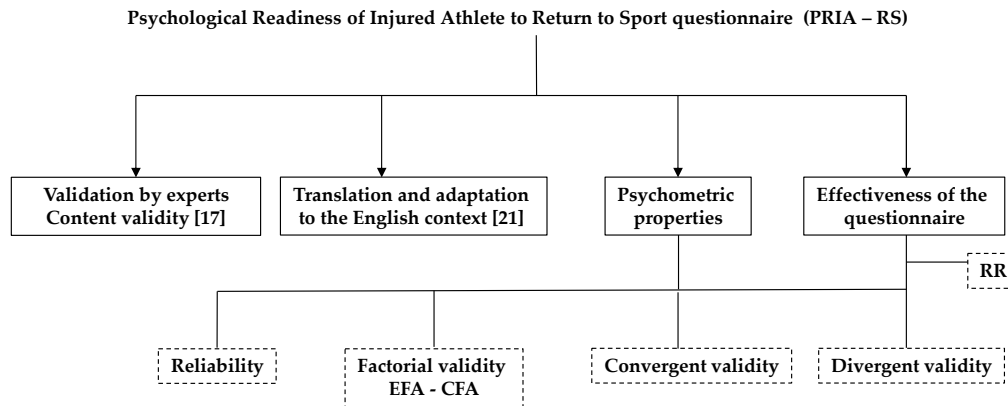 Psychological Readiness of Injured Athlete to Return to Sport questionnaire (PRIA – RS)
Validation by experts
Content validity [17]
Translation and adaptation
to the English context [21]
Psychometric
properties
Effectiveness of the
questionnaire
RR
Reliability
Factorial validity
EFA - CFA
Convergent validity
Divergent validity